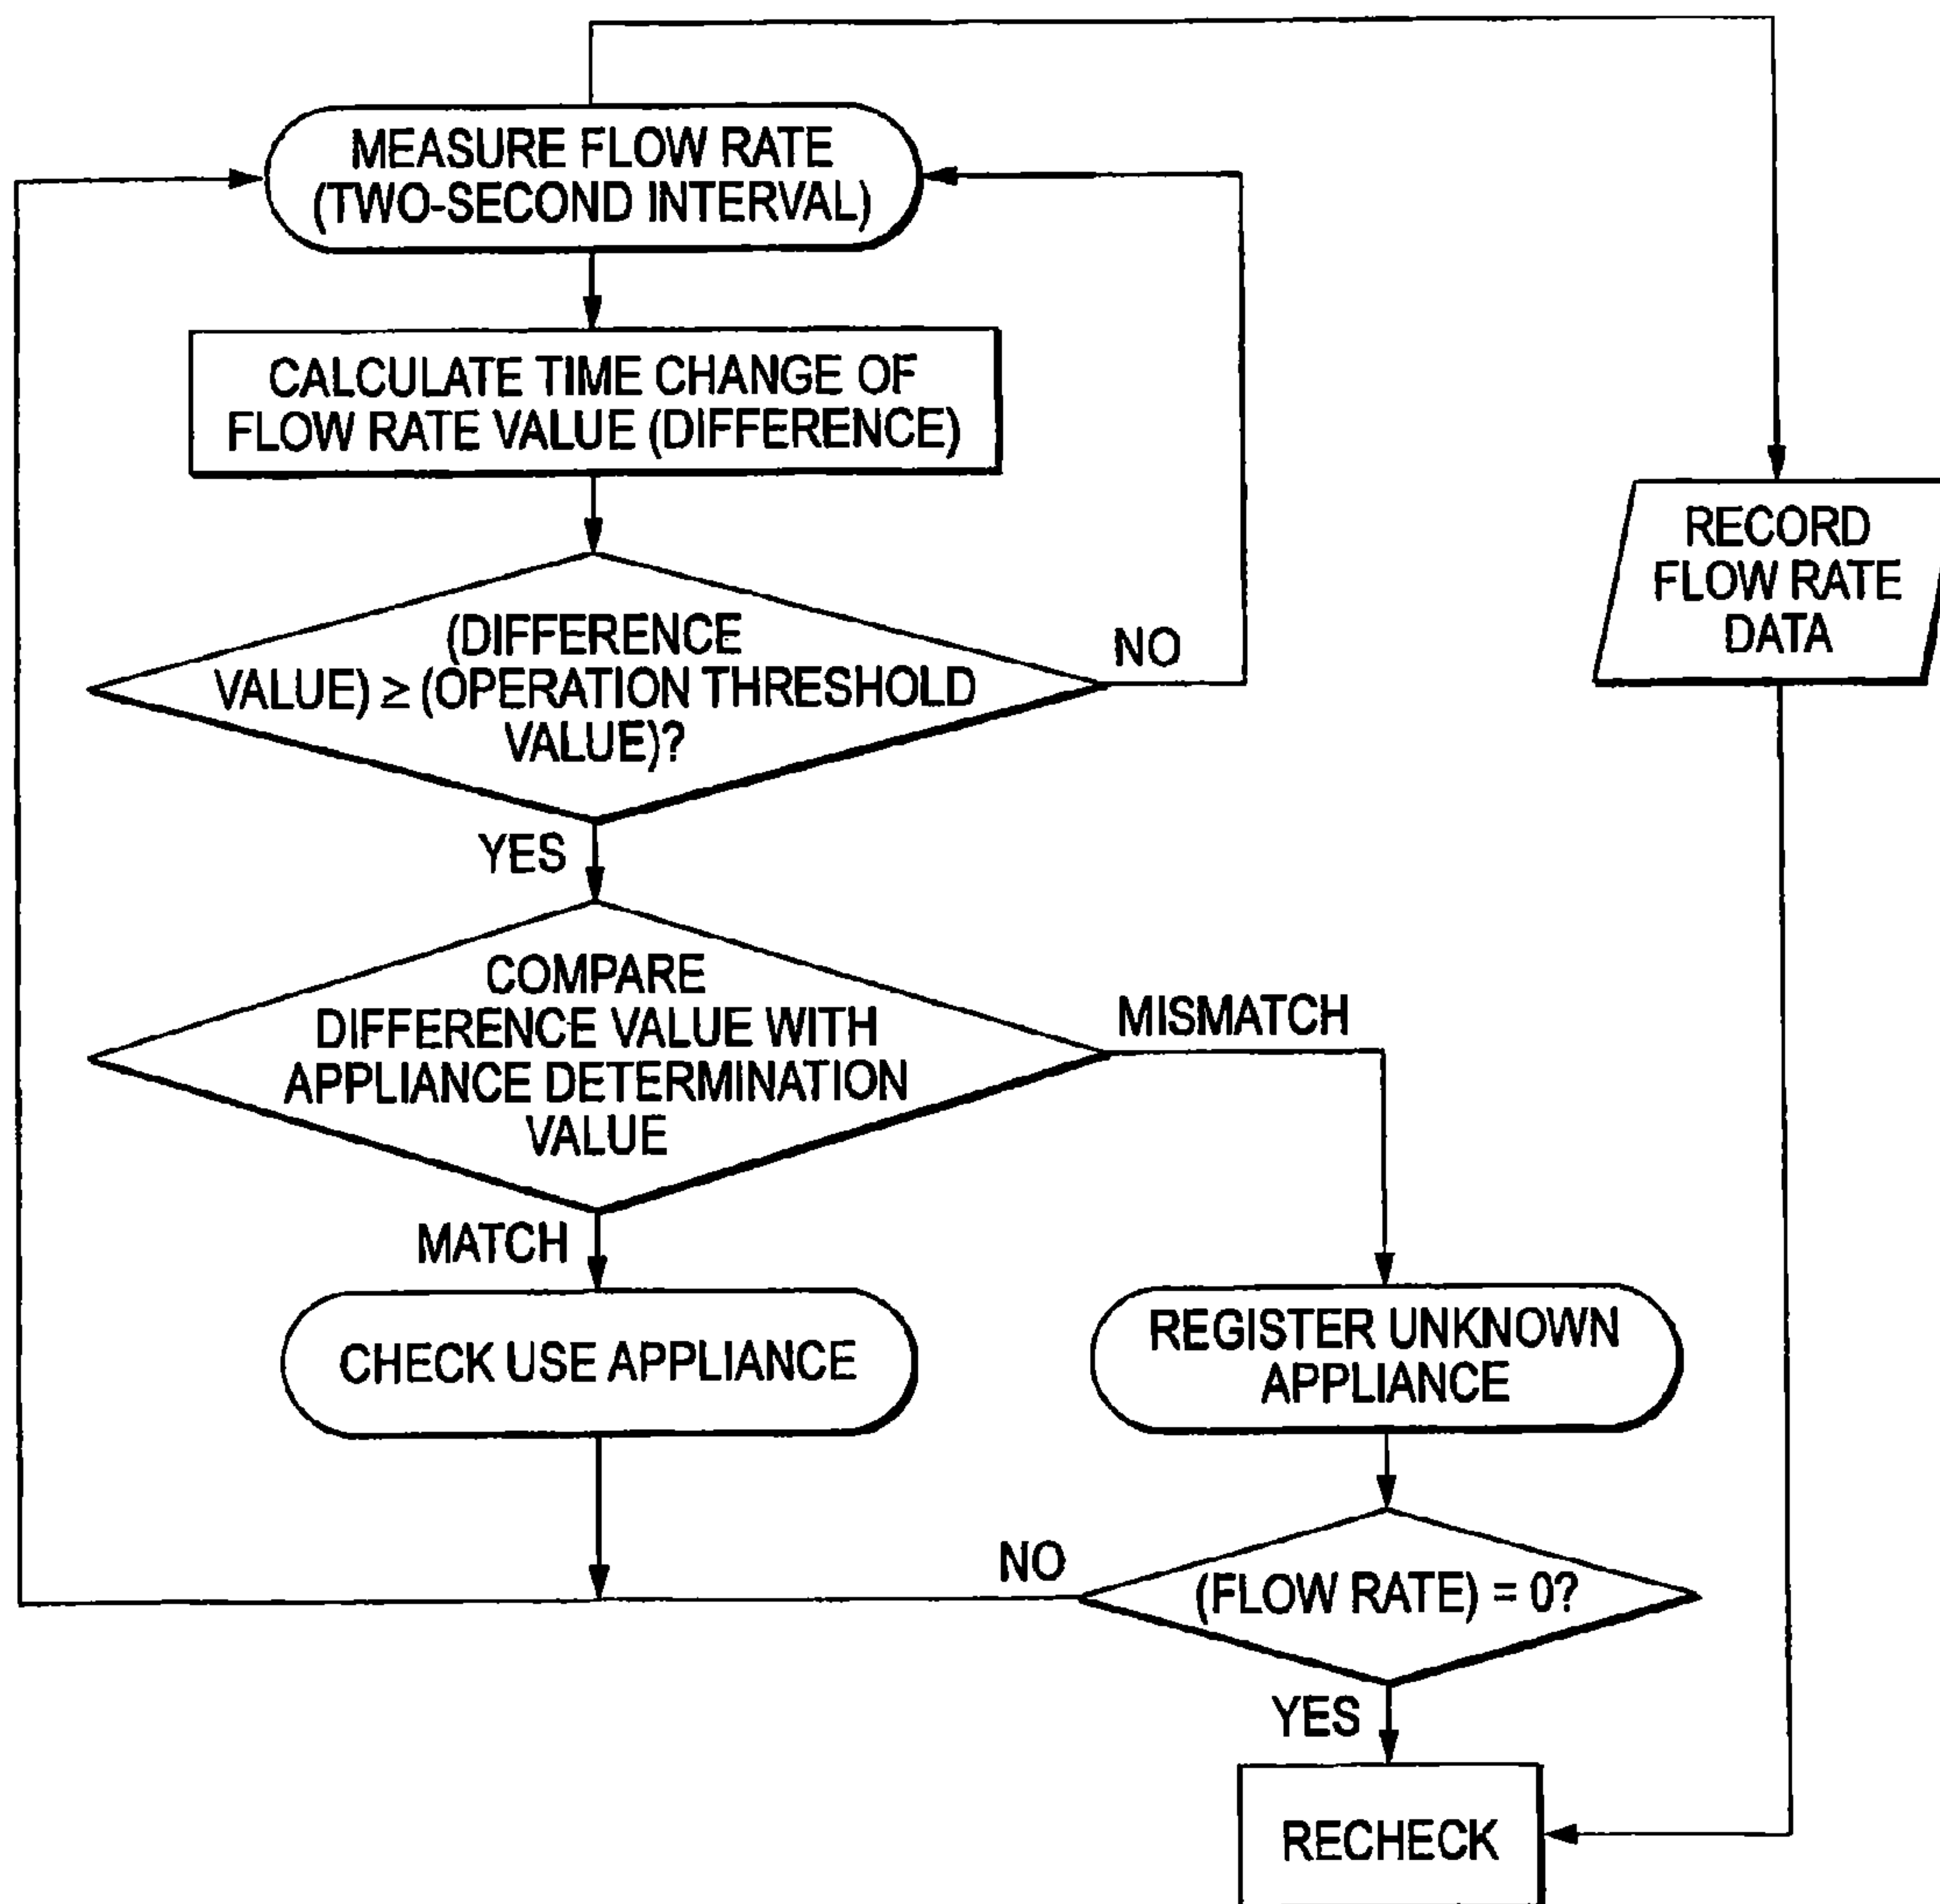 MEASURE FLOW RATE
(TWO-SECOND INTERVAL)
CALCULATE TIME CHANGE OF
FLOW RATE VALUE (DIFFERENCE)
RECORD
FLOW RATE
DATA
(DIFFERENCE
VALUE) ≥ (OPERATION THRESHOLD
VALUE)?
NO
YES
COMPARE
DIFFERENCE VALUE WITH
APPLIANCE DETERMINATION
VALUE
MISMATCH
MATCH
CHECK USE APPLIANCE
REGISTER UNKNOWN
APPLIANCE
NO
(FLOW RATE) = 0?
YES
RECHECK